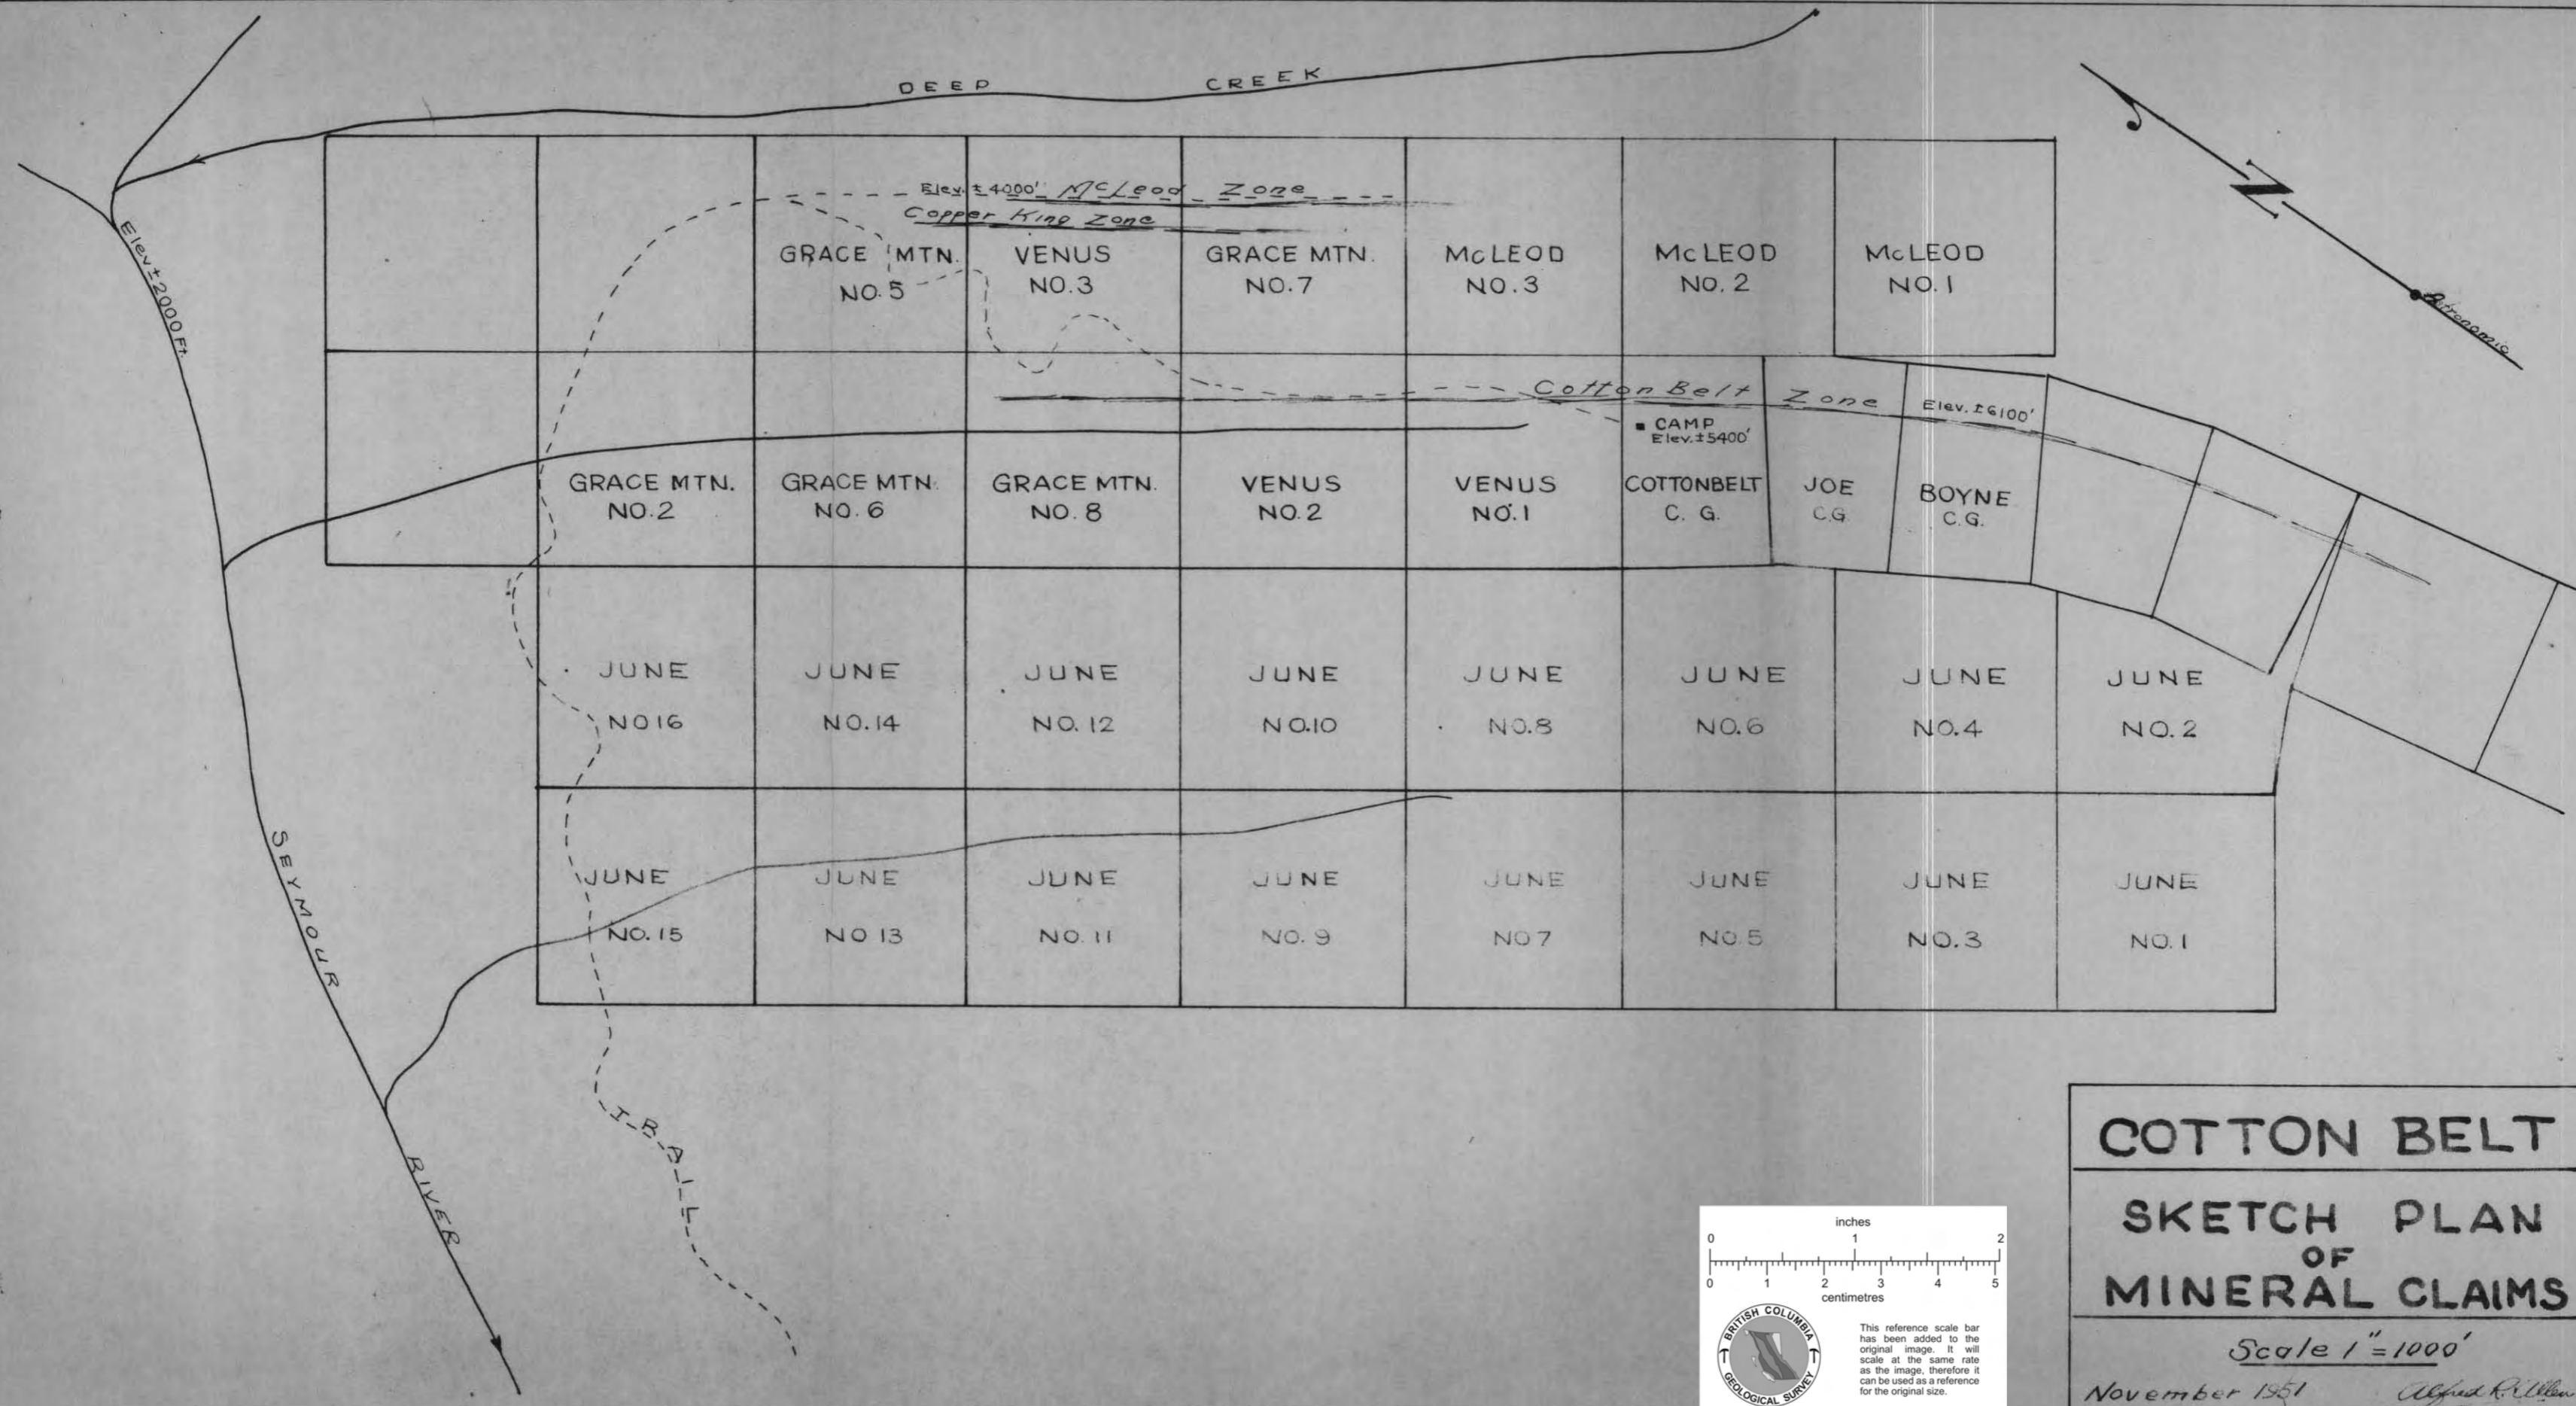 DEEP CREEK
Elev. ± 4000' McLeod Zone
Copper King Zone
Elev ± 2000 Ft.
GRACE MTN.
NO. 5
VENUS
NO. 3
GRACE MTN.
NO. 7
McLEOD
NO. 3
McLEOD
NO. 2
McLEOD
NO. 1
N
Astronomic
Cotton Belt Zone
Elev. ± 6100'
CAMP
Elev. ± 5400'
GRACE MTN.
NO. 2
GRACE MTN.
NO. 6
GRACE MTN.
NO. 8
VENUS
NO. 2
VENUS
NO. 1
COTTONBELT
C. G.
JOE
C.G.
BOYNE
C.G.
JUNE
NO 16
JUNE
NO. 14
JUNE
NO. 12
JUNE
NO. 10
JUNE
NO. 8
JUNE
NO. 6
JUNE
NO. 4
JUNE
NO. 2
JUNE
NO. 15
JUNE
NO 13
JUNE
NO. 11
JUNE
NO. 9
JUNE
NO 7
JUNE
NO. 5
JUNE
NO. 3
JUNE
NO. 1
SEYMOUR RIVER
TRAIL
COTTON BELT
SKETCH PLAN
OF
MINERAL CLAIMS
Scale 1" = 1000'
November 1951 Alfred R. Allen
inches
0 1 2
0 1 2 3 4 5
centimetres
BRITISH COLUMBIA
GEOLOGICAL SURVEY
This reference scale bar
has been added to the
original image. It will
scale at the same rate
as the image, therefore it
can be used as a reference
for the original size.